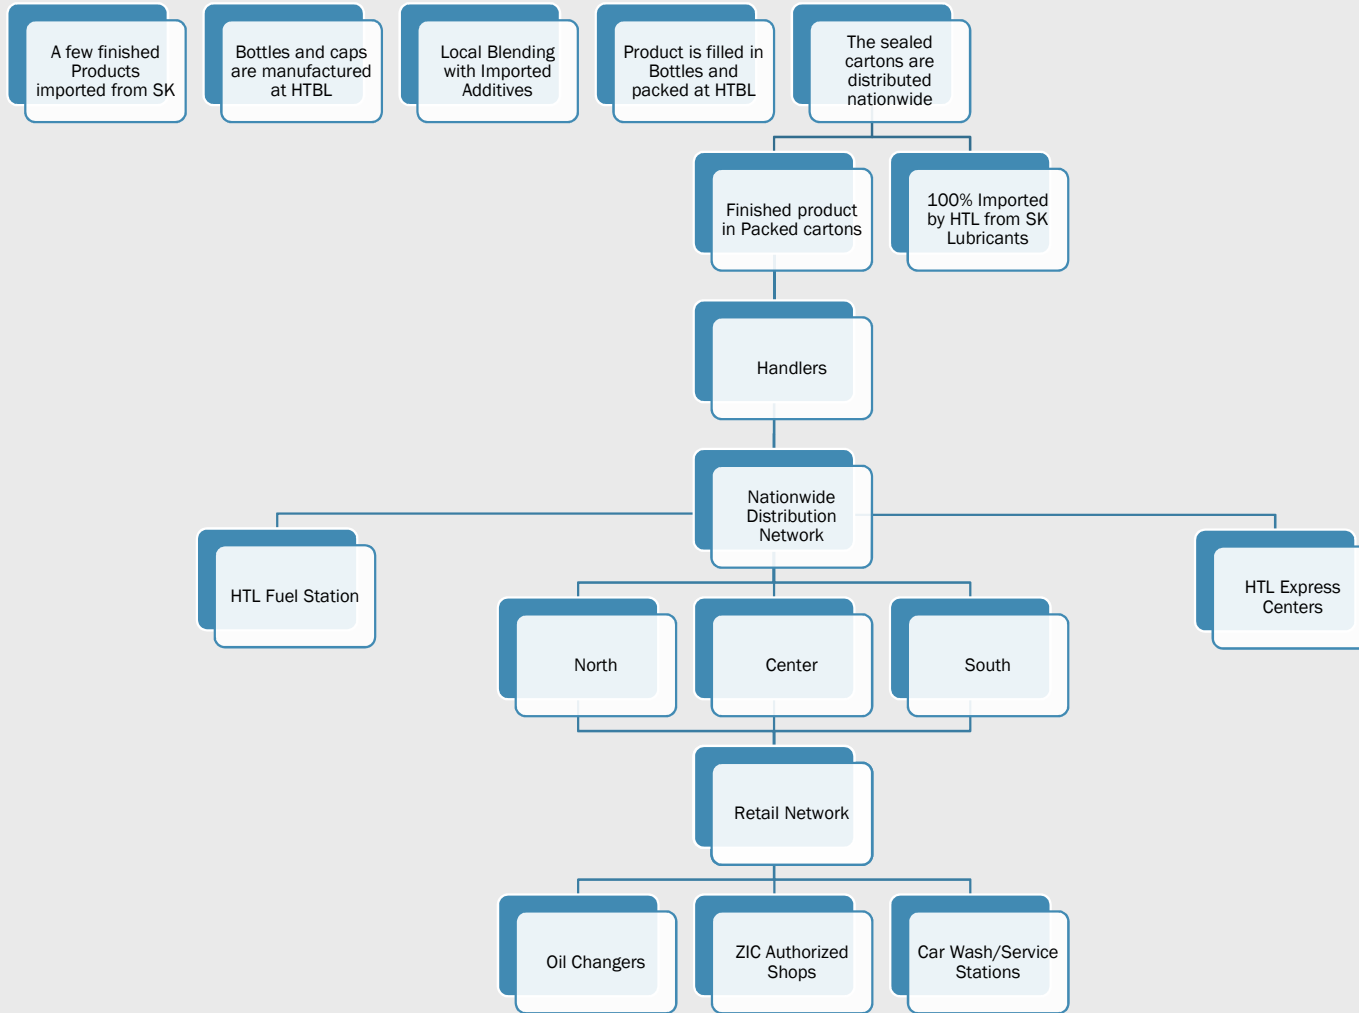 A few finished
Products
imported from SK
Bottles and caps
are manufactured
at HTBL
Local Blending
with Imported
Additives
Product is filled in
Bottles and
packed at HTBL
The sealed
cartons are
distributed
nationwide
Finished product
in Packed cartons
100% Imported
by HTL from SK
Lubricants
Handlers
Nationwide
Distribution
Network
HTL Fuel Station
HTL Express
Centers
North
Center
South
Retail Network
Oil Changers
ZIC Authorized
Shops
Car Wash/Service
Stations